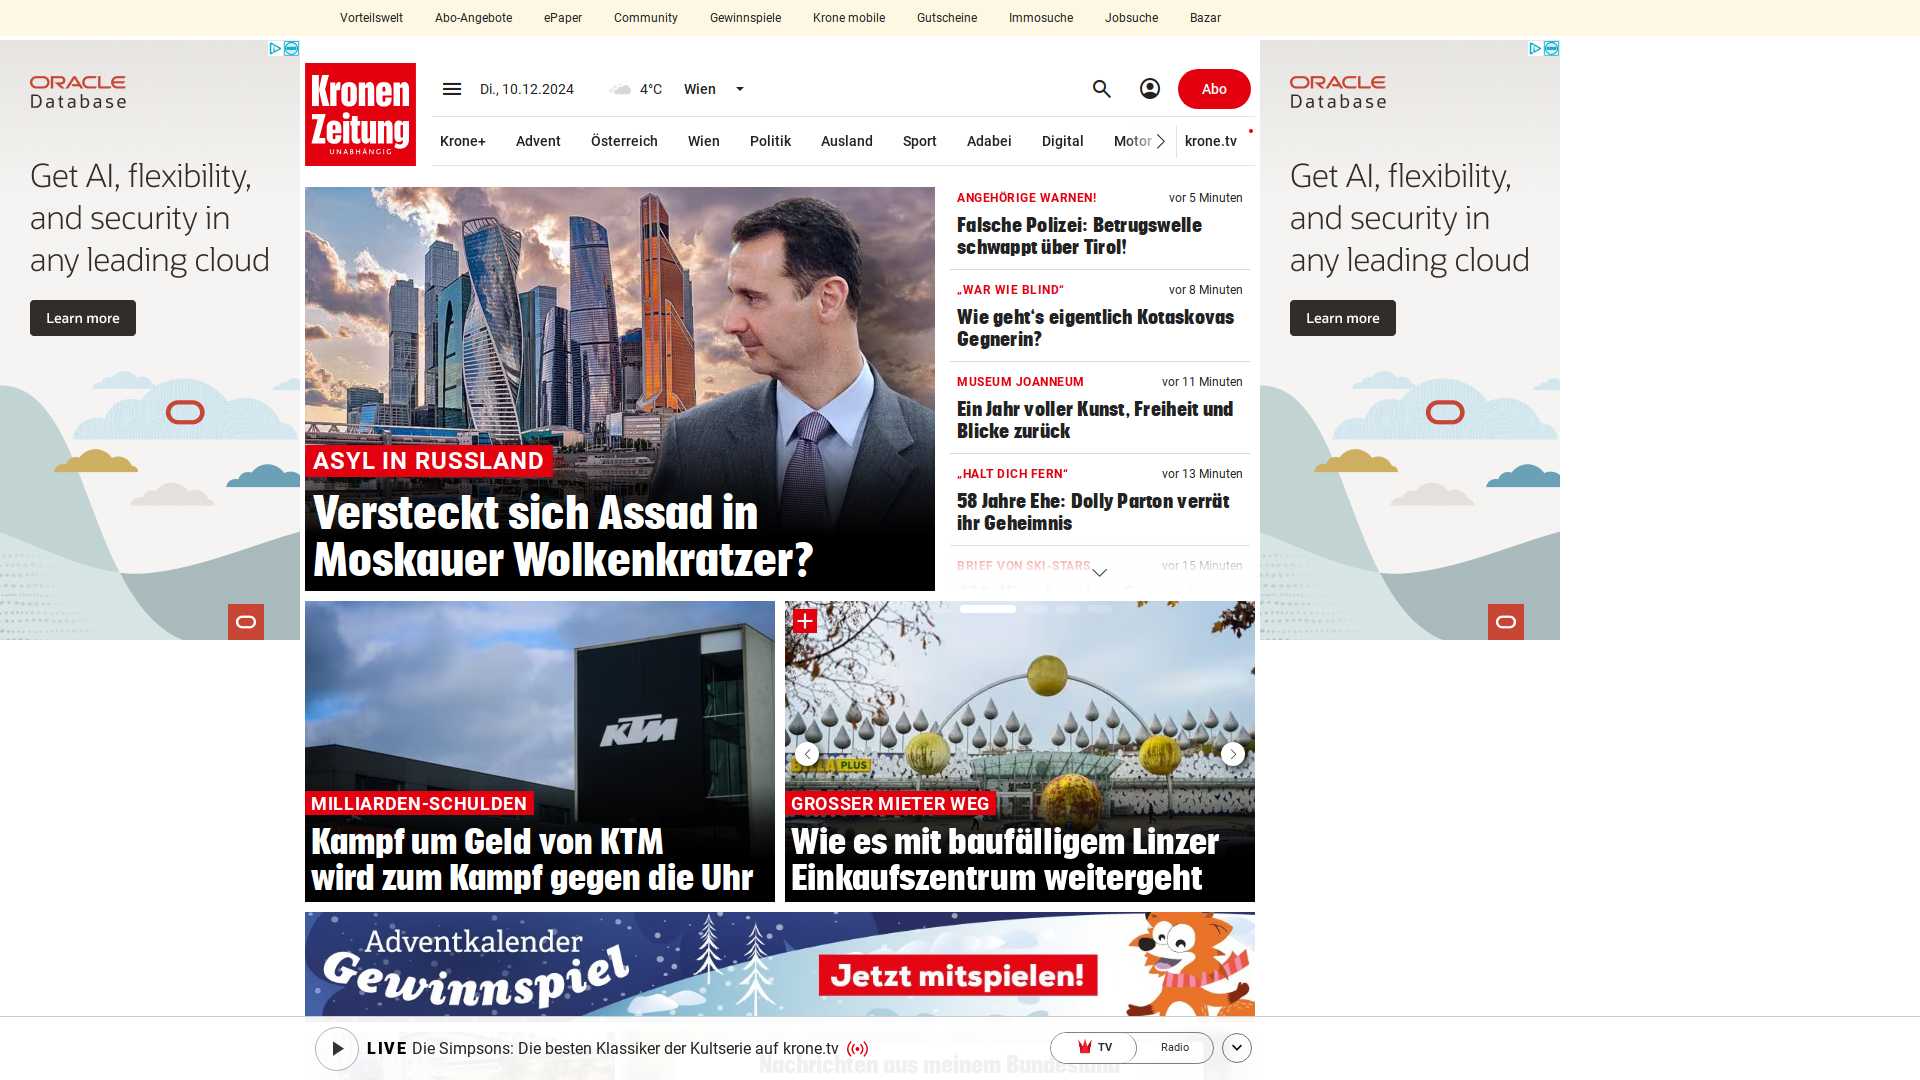 Vorteilswelt
Abo-Angebote
ePaper
Community
Gewinnspiele
Krone mobile
Gutscheine
Immosuche
Jobsuche
Bazar
ORACLE
Database
Get AI, flexibility,
and security in
any leading cloud
Learn more
Kronen
Zeitung
UNABHÄNGIG
Di., 10.12.2024
4°C
Wien
Abo
Krone+
Advent
Österreich
Wien
Politik
Ausland
Sport
Adabei
Digital
Motor
krone.tv
ASYL IN RUSSLAND
Versteckt sich Assad in
Moskauer Wolkenkratzer?
ANGEHÖRIGE WARNEN!
vor 5 Minuten
Falsche Polizei: Betrugswelle
schwappt über Tirol!
„WAR WIE BLIND“
vor 8 Minuten
Wie geht‘s eigentlich Kotaskovas
Gegnerin?
MUSEUM JOANNEUM
vor 11 Minuten
Ein Jahr voller Kunst, Freiheit und
Blicke zurück
„HALT DICH FERN“
vor 13 Minuten
58 Jahre Ehe: Dolly Parton verrät
ihr Geheimnis
BRIEF VON SKI-STARS
vor 15 Minuten
ORACLE
Database
Get AI, flexibility,
and security in
any leading cloud
Learn more
KTM
MILLIARDEN-SCHULDEN
Kampf um Geld von KTM
wird zum Kampf gegen die Uhr
BILLA PLUS
GROSSER MIETER WEG
Wie es mit baufälligem Linzer
Einkaufszentrum weitergeht
Adventkalender
Gewinnspiel
Jetzt mitspielen!
LIVE Die Simpsons: Die besten Klassiker der Kultserie auf krone.tv
TV
Radio
Nachrichten aus meinem Bundesland